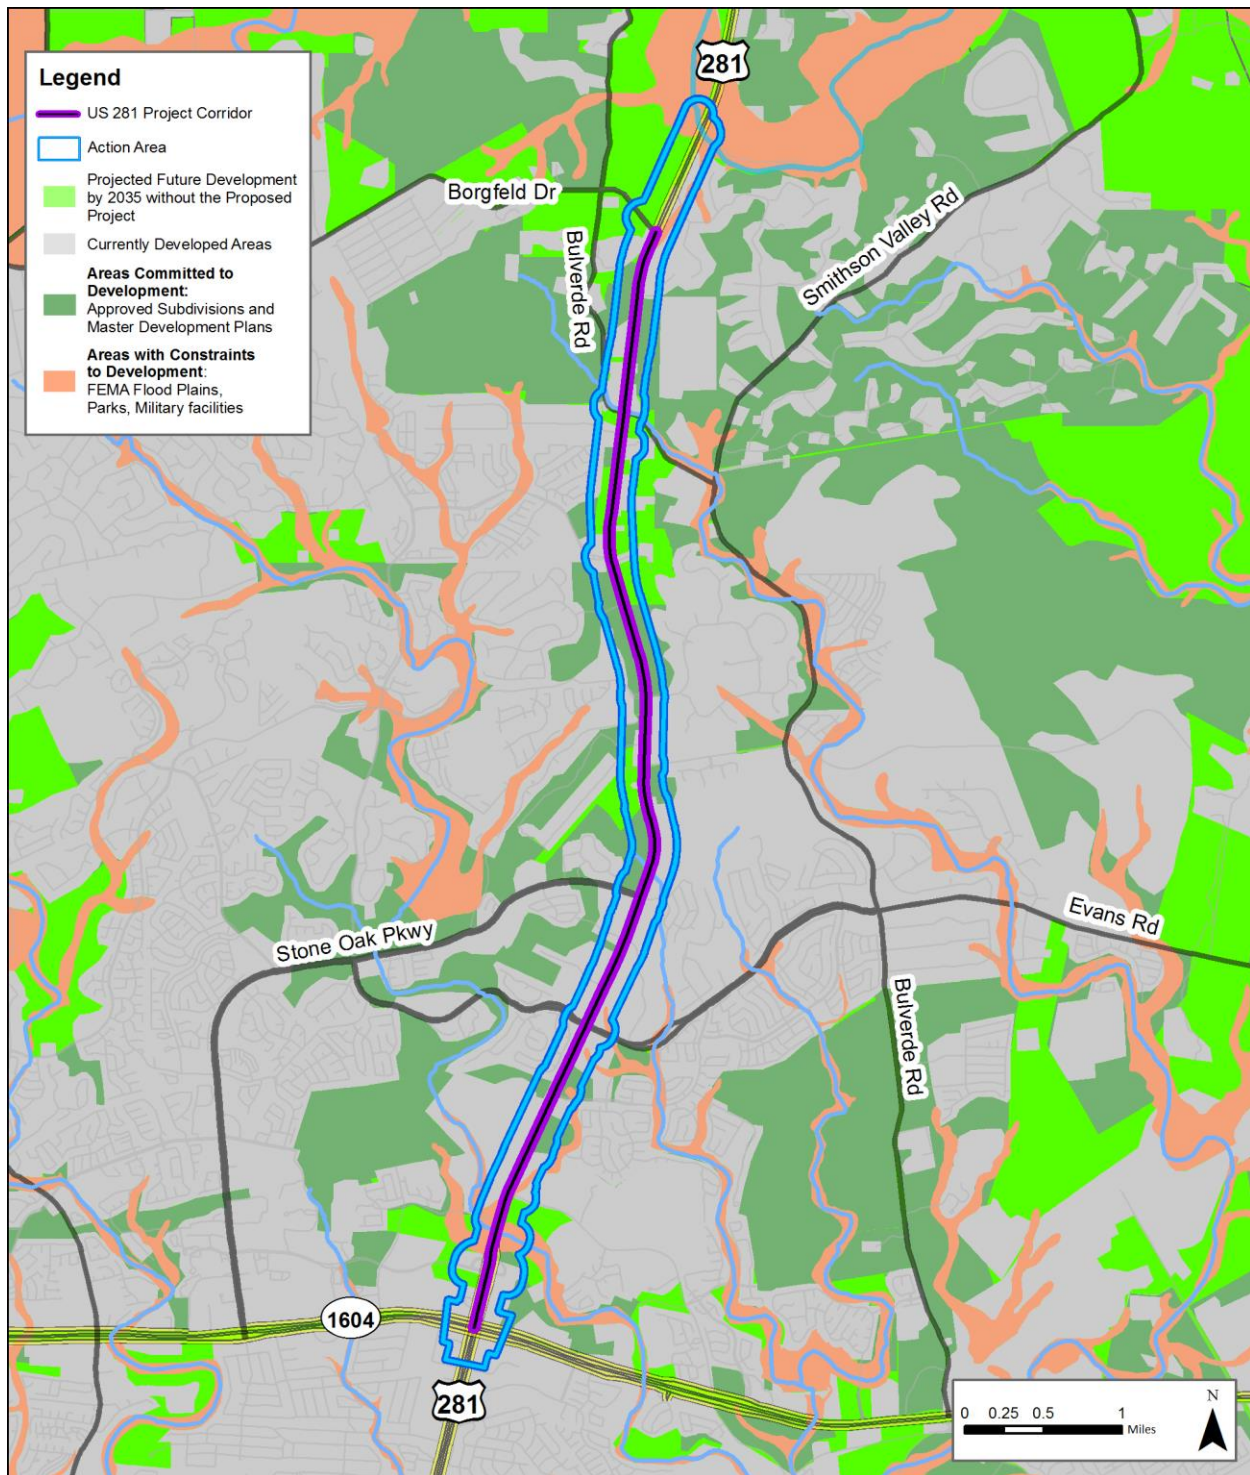 281
Legend
US 281 Project Corridor
Action Area
Projected Future Development
by 2035 without the Proposed
Project
Currently Developed Areas
Areas Committed to
Development:
Approved Subdivisions and
Master Development Plans
Areas with Constraints
to Development:
FEMA Flood Plains,
Parks, Military facilities
Borgfeld Dr
Bulverde Rd
Smithson Valley Rd
Stone Oak Pkwy
Evans Rd
Bulverde Rd
1604
281
N
0 0.25 0.5 1
Miles